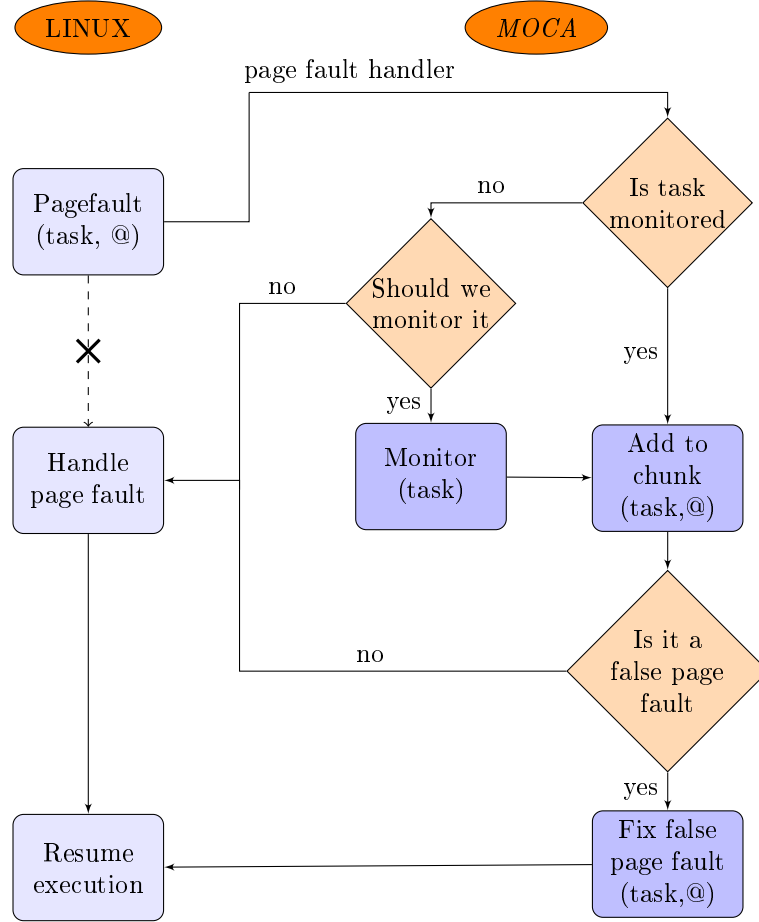 LINUX
MOCA
page fault handler
Is task
monitored
no
Pagefault
(task, @)
Should we
monitor it
no
yes
yes
Handle
page fault
Monitor
(task)
Add to
chunk
(task,@)
Is it a
false page
fault
no
yes
Fix false
page fault
(task,@)
Resume
execution